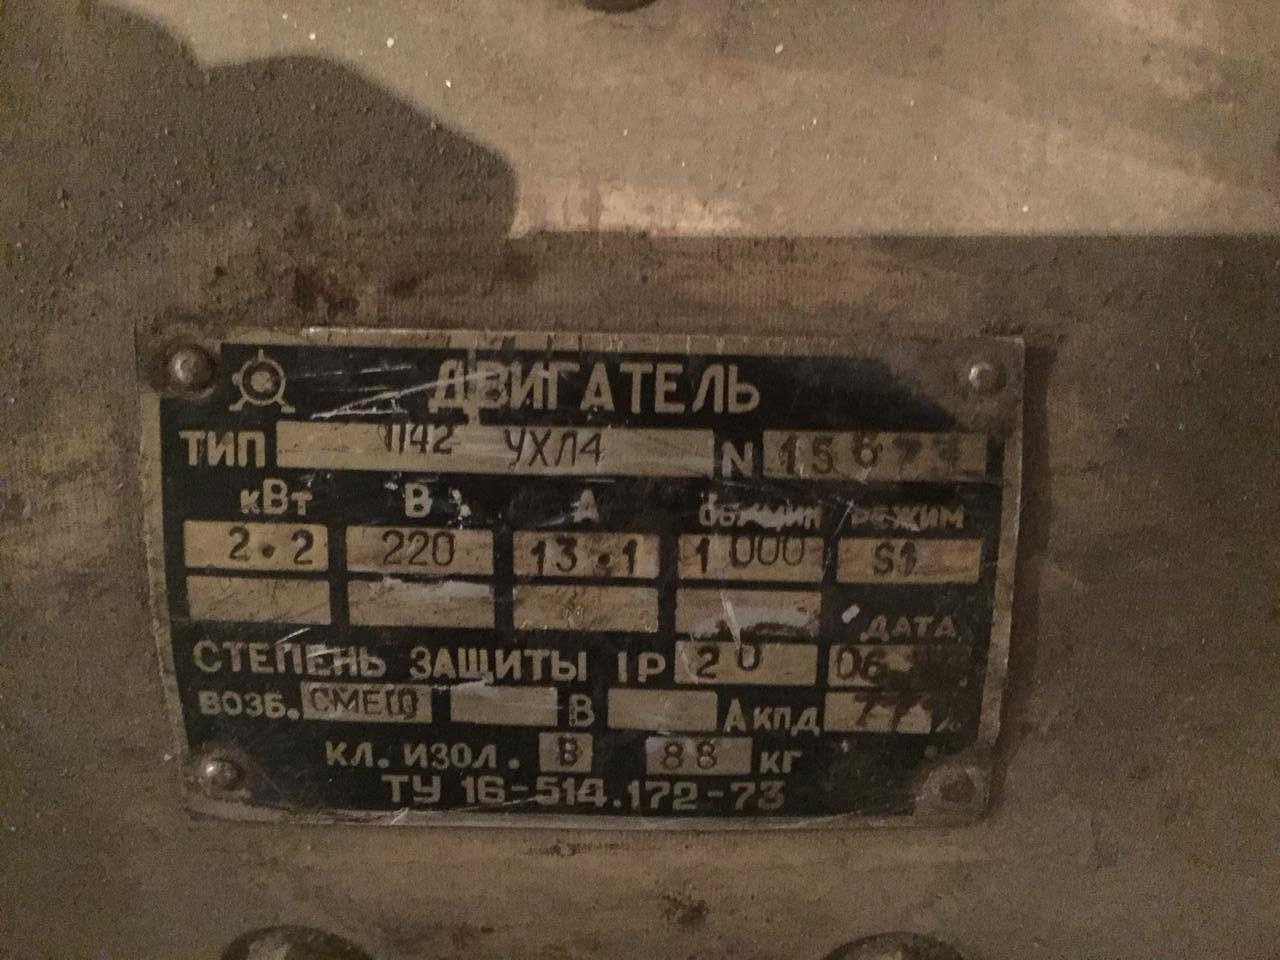 ДВИГАТЕЛЬ
ТИП П42 УХЛ4 N
кВт В А ОБ/МИН РЕЖИМ
2.2 220 13.1 1000 S1
ДАТА
СТЕПЕНЬ ЗАЩИТЫ IP 20 06
ВОЗБ. СМЕШ В А КПД 77
КЛ. ИЗОЛ. В 88 КГ
ТУ 16-514.172-73